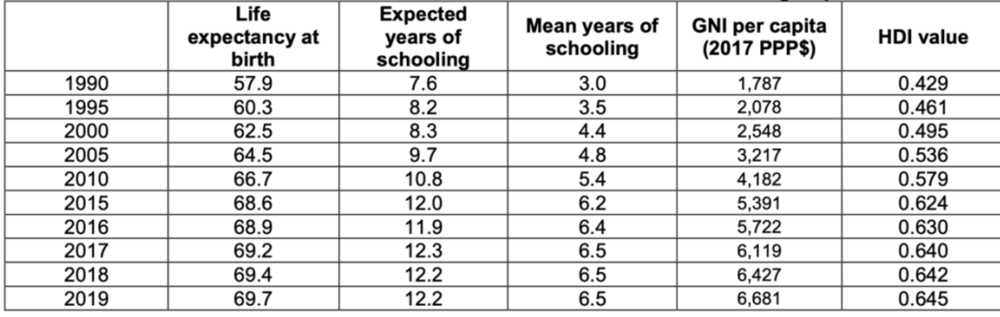 Life expectancy at birth Expected years of schooling Mean years of schooling GNI per capita (2017 PPP$) HDI value
1990 57.9 7.6 3.0 1,787 0.429
1995 60.3 8.2 3.5 2,078 0.461
2000 62.5 8.3 4.4 2,548 0.495
2005 64.5 9.7 4.8 3,217 0.536
2010 66.7 10.8 5.4 4,182 0.579
2015 68.6 12.0 6.2 5,391 0.624
2016 68.9 11.9 6.4 5,722 0.630
2017 69.2 12.3 6.5 6,119 0.640
2018 69.4 12.2 6.5 6,427 0.642
2019 69.7 12.2 6.5 6,681 0.645